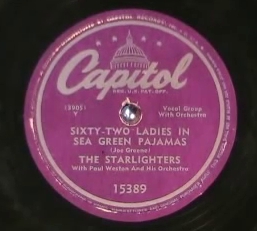 Capitol
REG. U.S. PAT. OFF.
Vocal Group
With Orchestra
SIXTY-TWO LADIES IN
SEA GREEN PAJAMAS
(Joe Greene)
THE STARLIGHTERS
With Paul Weston And His Orchestra
15389